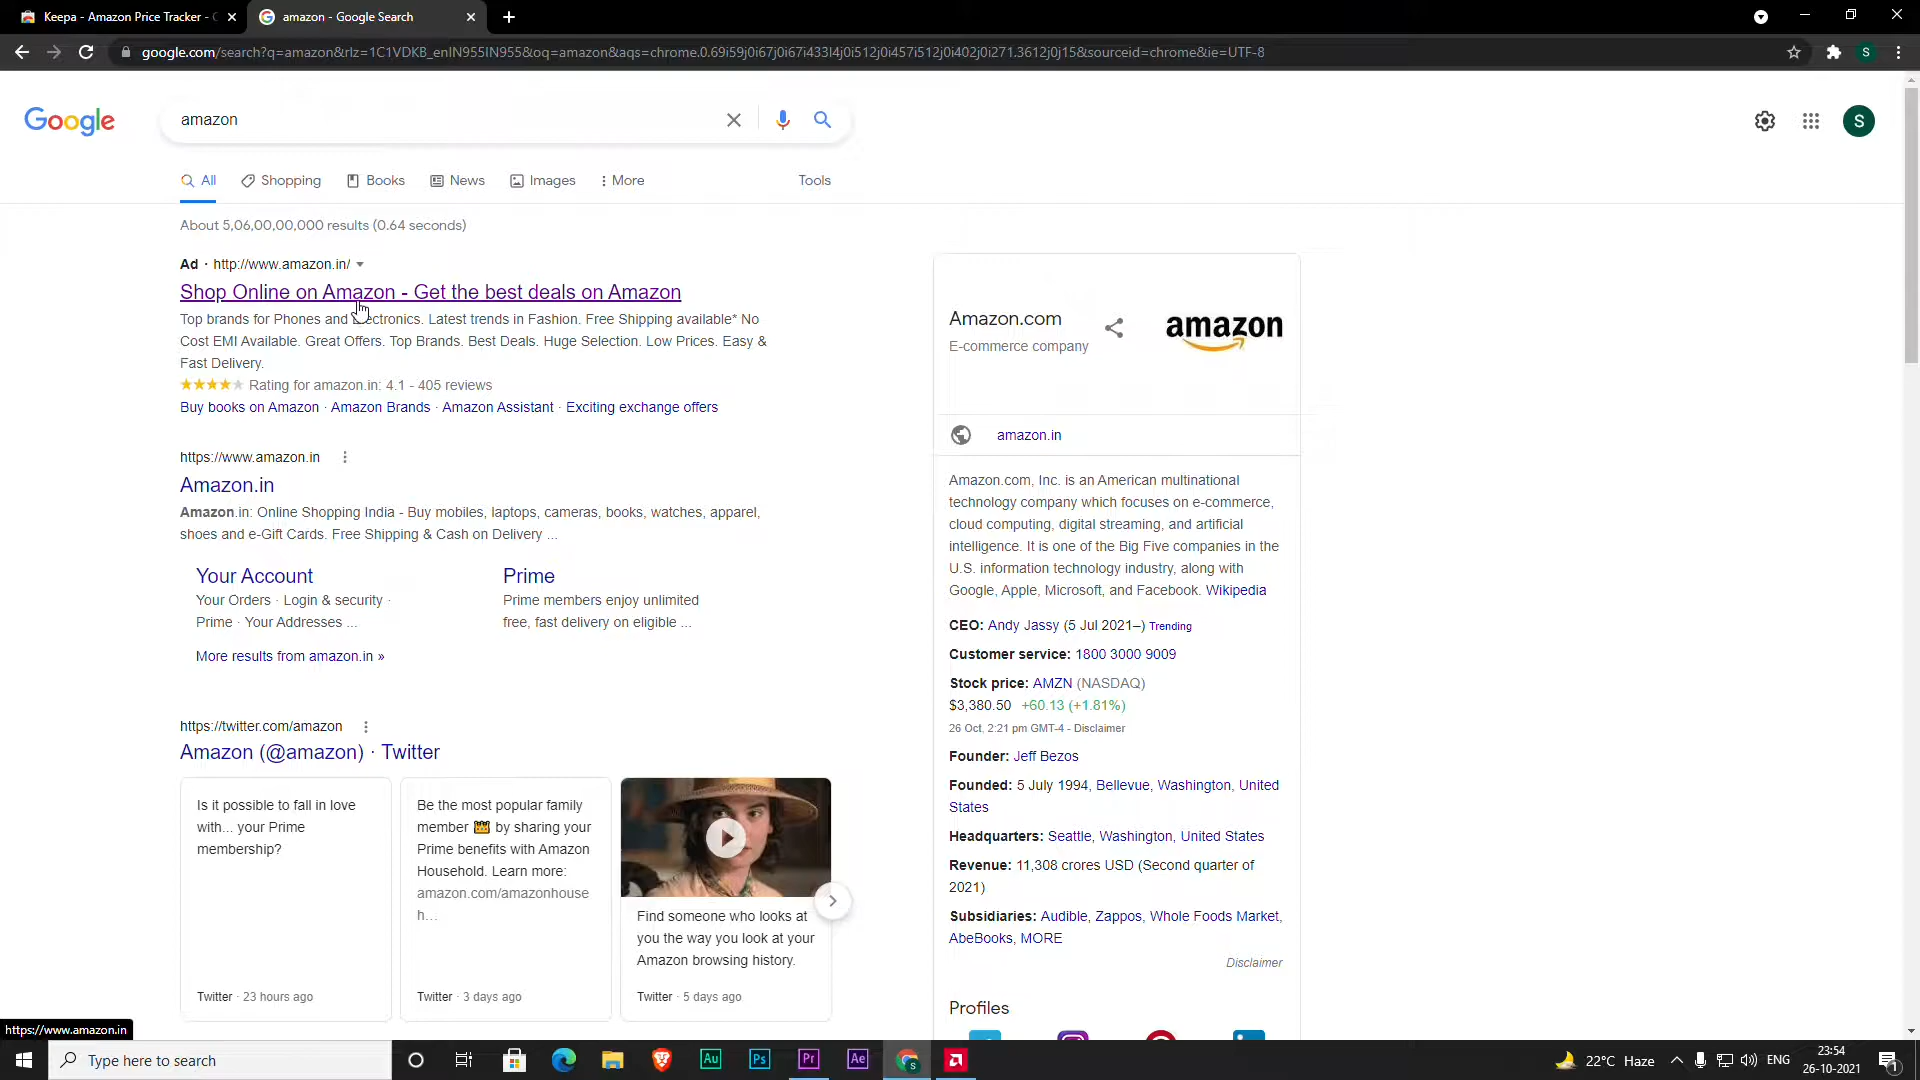 Keepa - Amazon Price Tracker -
amazon - Google Search
google.com/search?q=amazon&rlz=1C1VDKB_enIN955IN955&oq=amazon&aqs=chrome.0.69i59j0i67j0i67i433l4j0i512j0i457i512j0i402j0i271.3612j0j15&sourceid=chrome&ie=UTF-8
S
Google
amazon
S
All
Shopping
Books
News
Images
More
Tools
About 5,06,00,00,000 results (0.64 seconds)
Ad · http://www.amazon.in/
Shop Online on Amazon - Get the best deals on Amazon
Top brands for Phones and Electronics. Latest trends in Fashion. Free Shipping available* No
Cost EMI Available. Great Offers. Top Brands. Best Deals. Huge Selection. Low Prices. Easy &
Fast Delivery.
Rating for amazon.in: 4.1 - 405 reviews
Buy books on Amazon · Amazon Brands · Amazon Assistant · Exciting exchange offers
https://www.amazon.in
Amazon.in
Amazon.in: Online Shopping India - Buy mobiles, laptops, cameras, books, watches, apparel,
shoes and e-Gift Cards. Free Shipping & Cash on Delivery ...
Your Account
Your Orders · Login & security ·
Prime · Your Addresses ...
Prime
Prime members enjoy unlimited
free, fast delivery on eligible ...
More results from amazon.in »
https://twitter.com/amazon
Amazon (@amazon) · Twitter
Is it possible to fall in love
with... your Prime
membership?
Twitter · 23 hours ago
Be the most popular family
member 👑 by sharing your
Prime benefits with Amazon
Household. Learn more:
amazon.com/amazonhouse
h...
Twitter · 3 days ago
Find someone who looks at
you the way you look at your
Amazon browsing history.
Twitter · 5 days ago
Amazon.com
E-commerce company
amazon
amazon.in
Amazon.com, Inc. is an American multinational
technology company which focuses on e-commerce,
cloud computing, digital streaming, and artificial
intelligence. It is one of the Big Five companies in the
U.S. information technology industry, along with
Google, Apple, Microsoft, and Facebook. Wikipedia
CEO: Andy Jassy (5 Jul 2021–) Trending
Customer service: 1800 3000 9009
Stock price: AMZN (NASDAQ)
$3,380.50 +60.13 (+1.81%)
26 Oct, 2:21 pm GMT-4 - Disclaimer
Founder: Jeff Bezos
Founded: 5 July 1994, Bellevue, Washington, United
States
Headquarters: Seattle, Washington, United States
Revenue: 11,308 crores USD (Second quarter of
2021)
Subsidiaries: Audible, Zappos, Whole Foods Market,
AbeBooks, MORE
Disclaimer
Profiles
https://www.amazon.in
Type here to search
Au
Ps
Pr
Ae
S
22°C Haze
ENG
23:54
26-10-2021
1